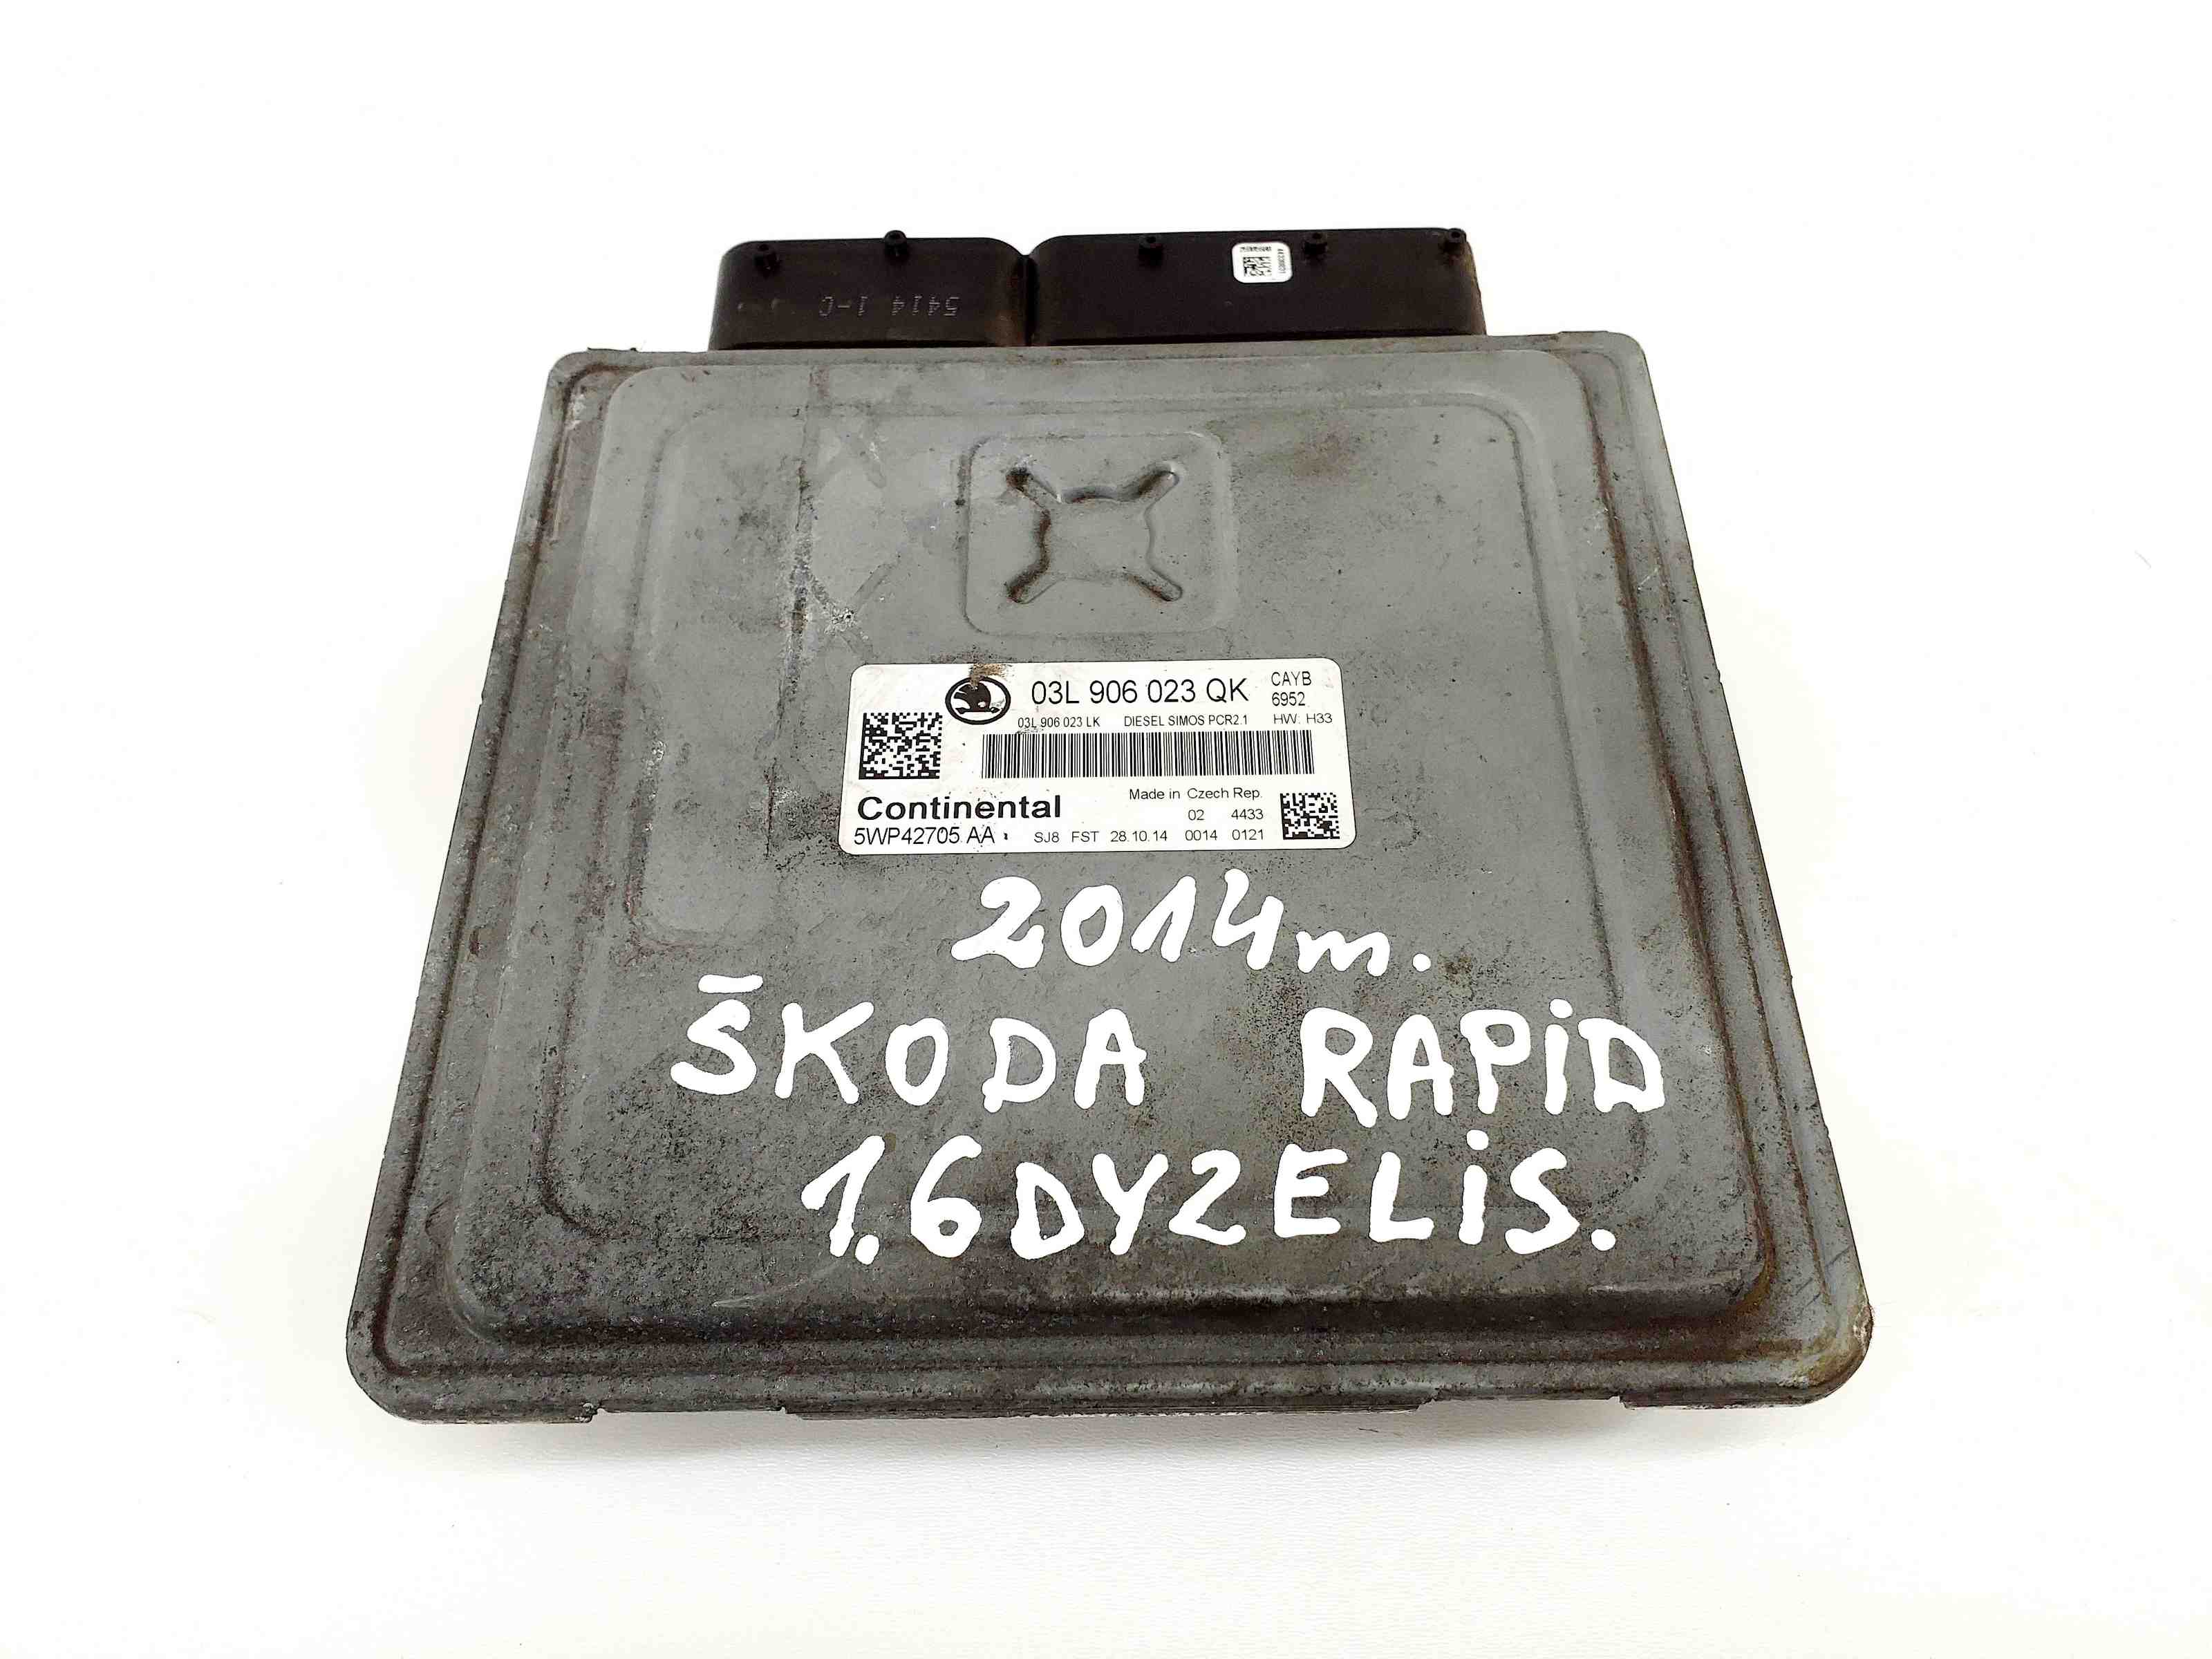 5414 1-C
03L 906 023 QK
CAYB
6952
03L 906 023 LK DIESEL SIMOS PCR2.1 HW: H33
Continental
Made in Czech Rep.
02 4433
5WP42705 AA
SJ8 FST 28.10.14 0014 0121
2014m.
ŠKODA RAPiD
1.6DYZELiS.